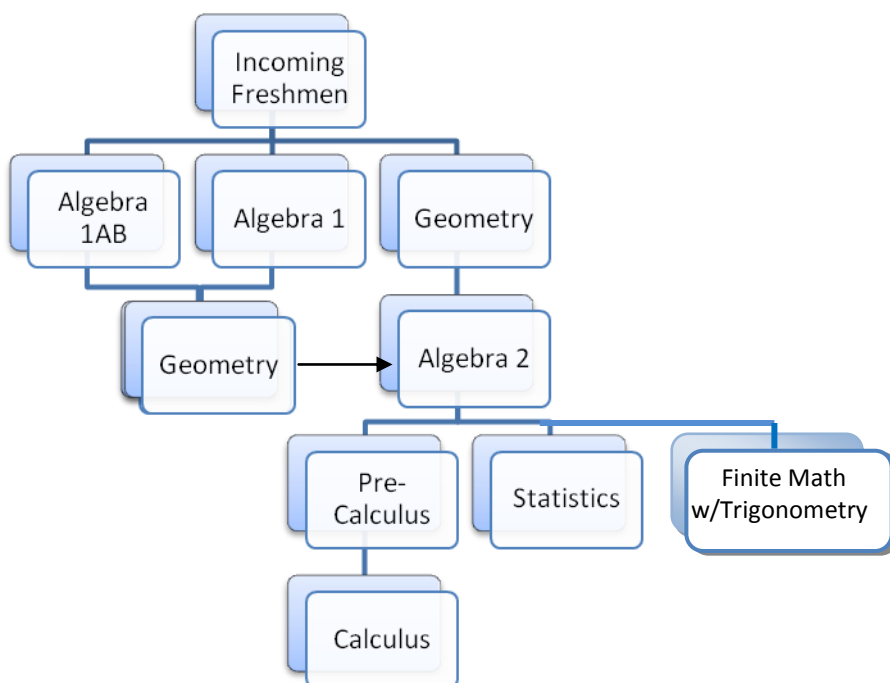 Incoming
Freshmen
Algebra
1AB
Algebra 1
Geometry
Geometry
Algebra 2
Pre-
Calculus
Statistics
Finite Math
w/Trigonometry
Calculus